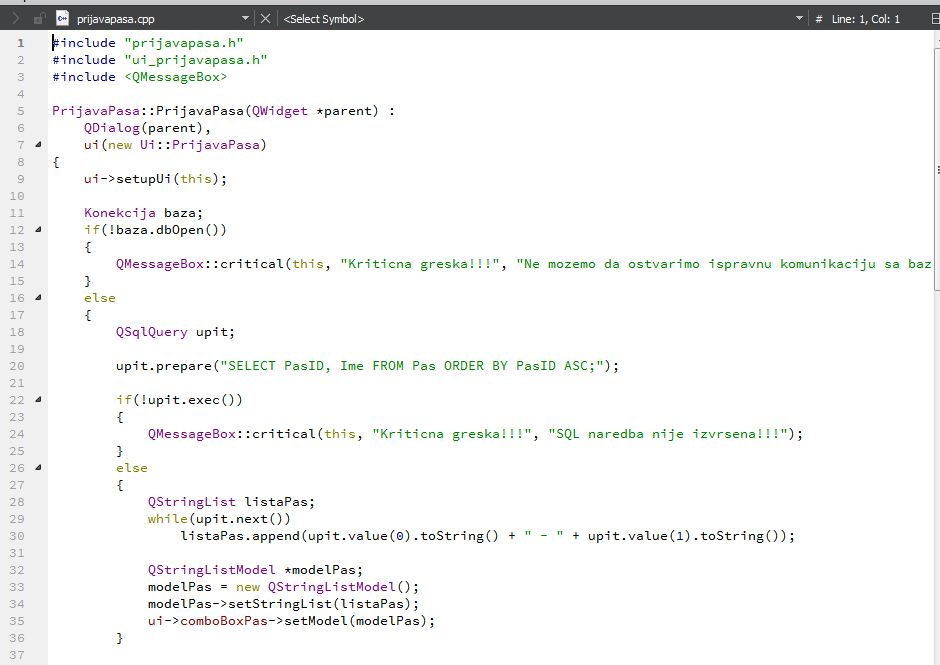 prijavapasa.cpp <Select Symbol> # Line: 1, Col: 1
1 #include "prijavapasa.h"
2 #include "ui_prijavapasa.h"
3 #include <QMessageBox>
4
5 PrijavaPasa::PrijavaPasa(QWidget *parent) :
6     QDialog(parent),
7     ui(new Ui::PrijavaPasa)
8 {
9     ui->setupUi(this);
10
11     Konekcija baza;
12     if(!baza.dbOpen())
13     {
14         QMessageBox::critical(this, "Kriticna greska!!!", "Ne mozemo da ostvarimo ispravnu komunikaciju sa baz
15     }
16     else
17     {
18         QSqlQuery upit;
19
20         upit.prepare("SELECT PasID, Ime FROM Pas ORDER BY PasID ASC;");
21
22         if(!upit.exec())
23         {
24             QMessageBox::critical(this, "Kriticna greska!!!", "SQL naredba nije izvrsena!!!");
25         }
26         else
27         {
28             QStringList listaPas;
29             while(upit.next())
30                 listaPas.append(upit.value(0).toString() + " - " + upit.value(1).toString());
31
32             QStringListModel *modelPas;
33             modelPas = new QStringListModel();
34             modelPas->setStringList(listaPas);
35             ui->comboBoxPas->setModel(modelPas);
36         }
37